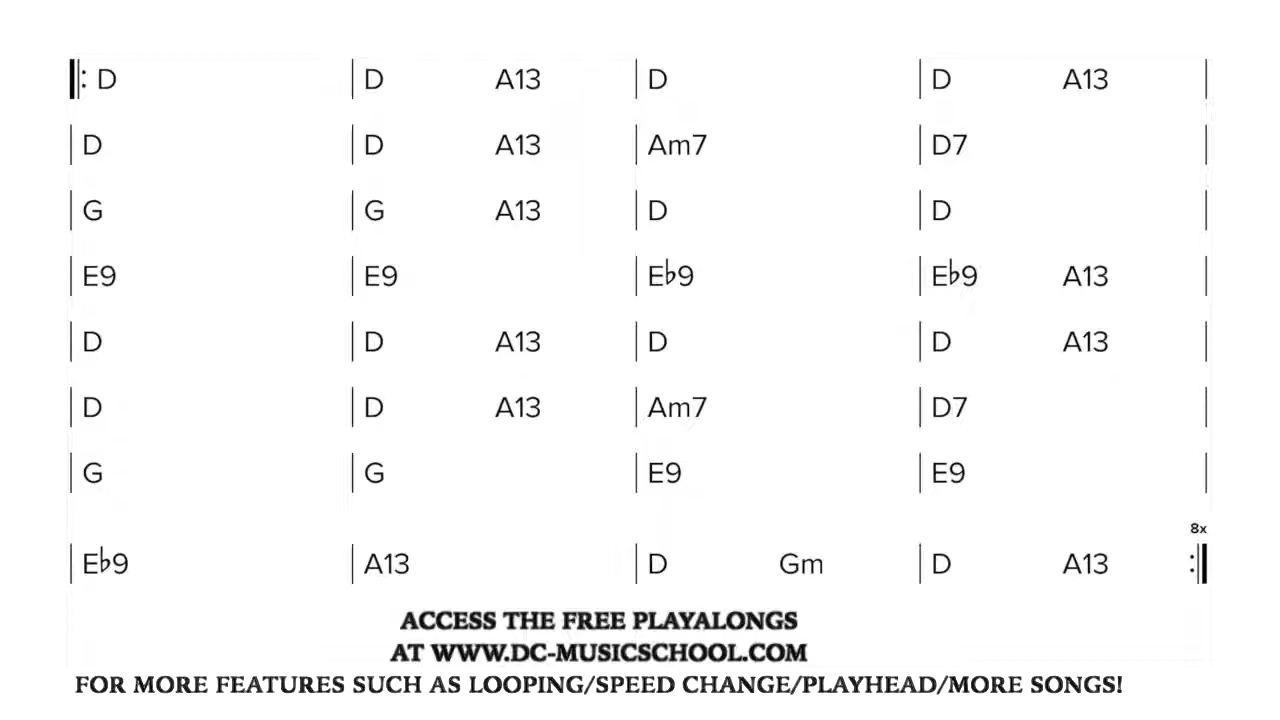 : D | D A13 | D | D A13 |
| D | D A13 | Am7 | D7 |
| G | G A13 | D | D |
| E9 | E9 | E♭9 | E♭9 A13 |
| D | D A13 | D | D A13 |
| D | D A13 | Am7 | D7 |
| G | G | E9 | E9 |
8x
| E♭9 | A13 | D Gm | D A13 :
ACCESS THE FREE PLAYALONGS
AT WWW.DC-MUSICSCHOOL.COM
FOR MORE FEATURES SUCH AS LOOPING/SPEED CHANGE/PLAYHEAD/MORE SONGS!